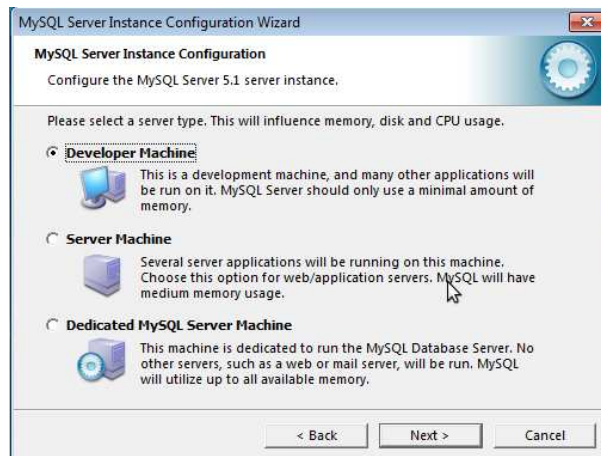 MySQL Server Instance Configuration Wizard
MySQL Server Instance Configuration
Configure the MySQL Server 5.1 server instance.
Please select a server type. This will influence memory, disk and CPU usage.
Developer Machine
This is a development machine, and many other applications will
be run on it. MySQL Server should only use a minimal amount of
memory.
Server Machine
Several server applications will be running on this machine.
Choose this option for web/application servers. MySQL will have
medium memory usage.
Dedicated MySQL Server Machine
This machine is dedicated to run the MySQL Database Server. No
other servers, such as a web or mail server, will be run. MySQL
will utilize up to all available memory.
< Back Next > Cancel